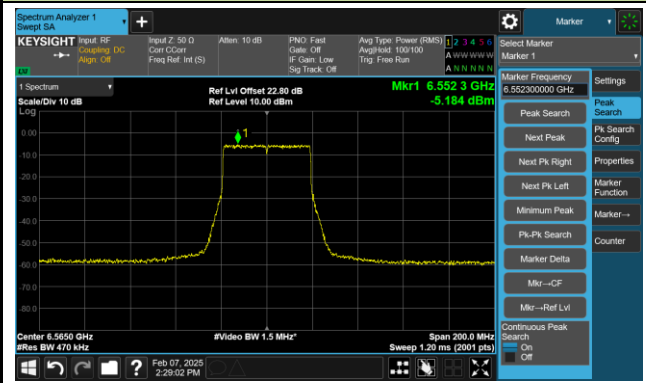 Spectrum Analyzer 1
Swept SA
Marker
KEYSIGHT
Input: RF
Coupling: DC
Align: Off
Input Z: 50 Ω
Corr CCorr
Freq Ref: Int (S)
Atten: 10 dB
PNO: Fast
Gate: Off
IF Gain: Low
Sig Track: Off
Avg Type: Power (RMS)
Avg|Hold: 100/100
Trig: Free Run
1 2 3 4 5 6
A W W W W W
A N N N N N
LXI
Select Marker
Marker 1
1 Spectrum
Scale/Div 10 dB
Log
Ref Lvl Offset 22.80 dB
Ref Level 10.00 dBm
Mkr1 6.552 3 GHz
-5.184 dBm
1
0.00
-10.0
-20.0
-30.0
-40.0
-50.0
-60.0
-70.0
-80.0
Center 6.5650 GHz
#Res BW 470 kHz
#Video BW 1.5 MHz*
Span 200.0 MHz
Sweep 1.20 ms (2001 pts)
Marker Frequency
6.552300000 GHz
Peak Search
Next Peak
Next Pk Right
Next Pk Left
Minimum Peak
Pk-Pk Search
Marker Delta
Mkr→CF
Mkr→Ref Lvl
Continuous Peak
Search
On
Off
Settings
Peak
Search
Pk Search
Config
Properties
Marker
Function
Marker→
Counter
?
Feb 07, 2025
2:29:02 PM